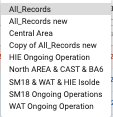 All_Records
All_Records new
Central Area
Copy of All_Records new
HIE Ongoing Operation
North AREA & CAST & BA6
SM18 & WAT & HIE Isolde
SM18 Ongoing Operations
WAT Ongoing Operation